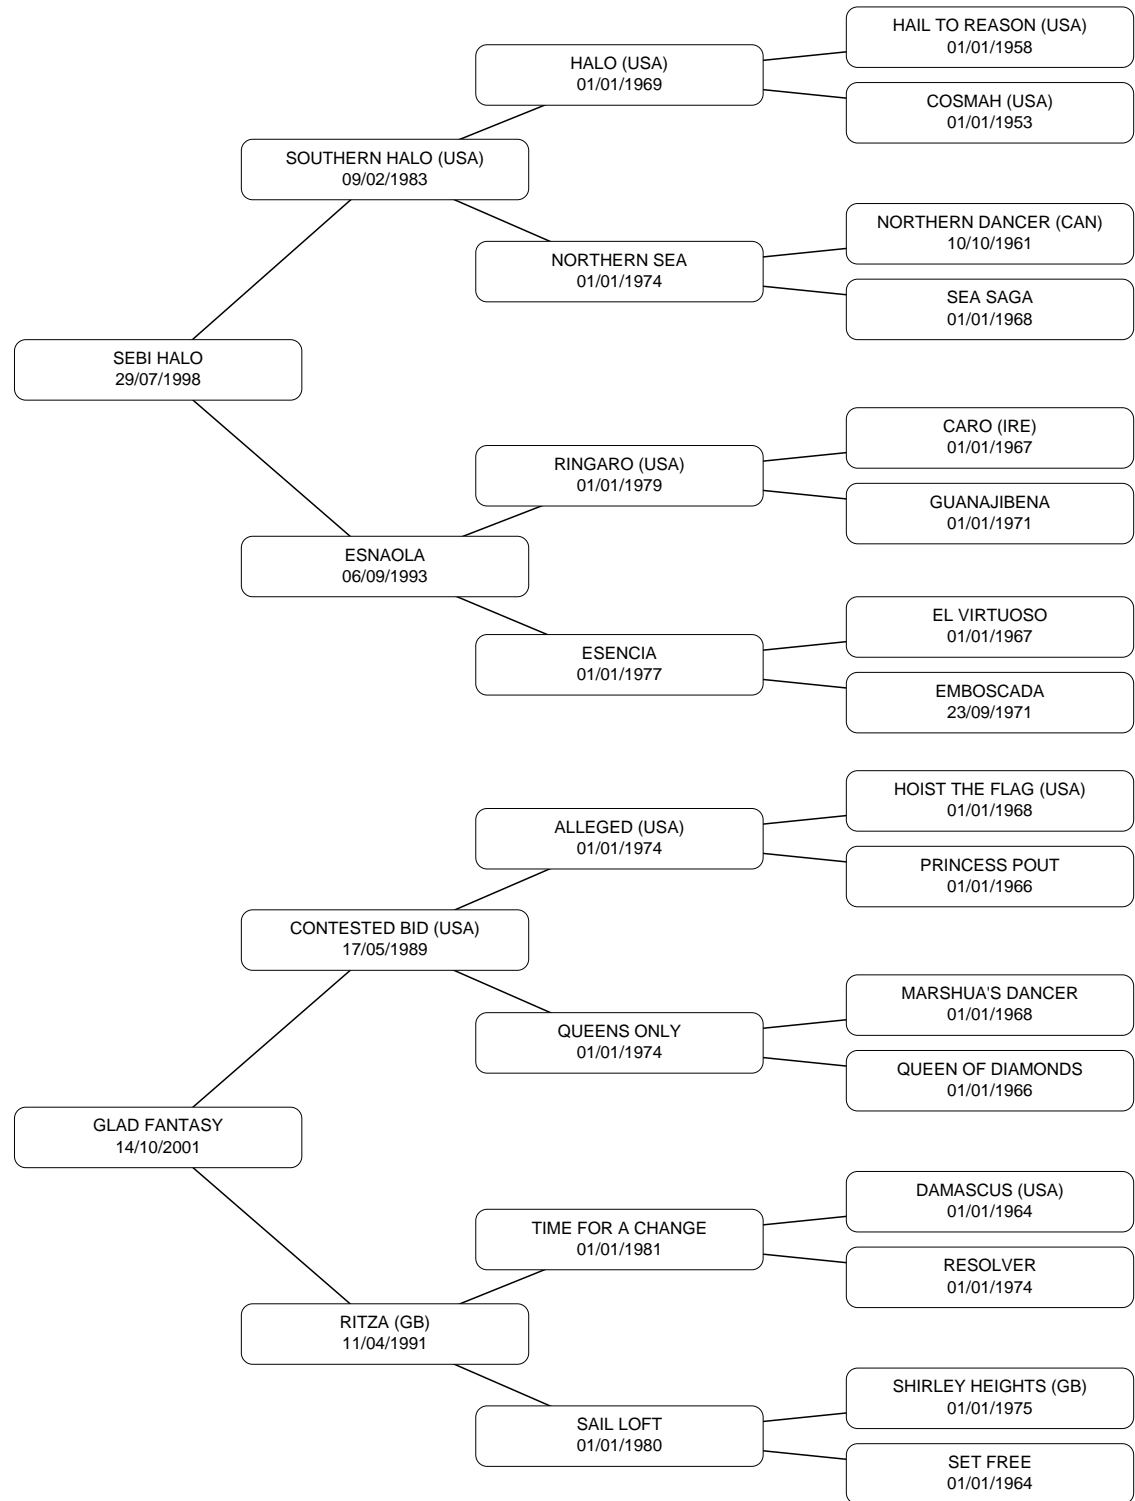 HAIL TO REASON (USA)
01/01/1958
HALO (USA)
01/01/1969
COSMAH (USA)
01/01/1953
SOUTHERN HALO (USA)
09/02/1983
NORTHERN DANCER (CAN)
10/10/1961
NORTHERN SEA
01/01/1974
SEA SAGA
01/01/1968
SEBI HALO
29/07/1998
CARO (IRE)
01/01/1967
RINGARO (USA)
01/01/1979
GUANAJIBENA
01/01/1971
ESNAOLA
06/09/1993
EL VIRTUOSO
01/01/1967
ESENCIA
01/01/1977
EMBOSCADA
23/09/1971
HOIST THE FLAG (USA)
01/01/1968
ALLEGED (USA)
01/01/1974
PRINCESS POUT
01/01/1966
CONTESTED BID (USA)
17/05/1989
MARSHUA'S DANCER
01/01/1968
QUEENS ONLY
01/01/1974
QUEEN OF DIAMONDS
01/01/1966
GLAD FANTASY
14/10/2001
DAMASCUS (USA)
01/01/1964
TIME FOR A CHANGE
01/01/1981
RESOLVER
01/01/1974
RITZA (GB)
11/04/1991
SHIRLEY HEIGHTS (GB)
01/01/1975
SAIL LOFT
01/01/1980
SET FREE
01/01/1964